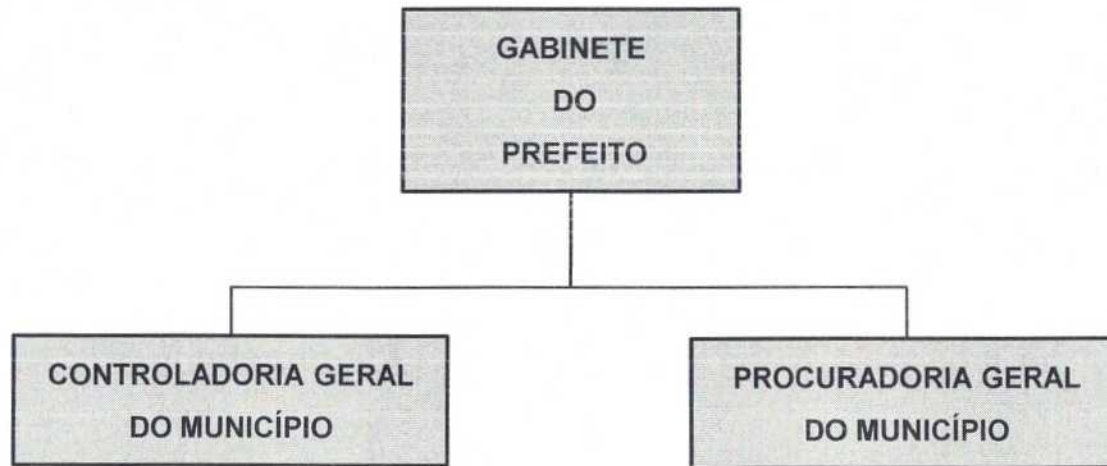 GABINETE
DO
PREFEITO
CONTROLADORIA GERAL
DO MUNICÍPIO
PROCURADORIA GERAL
DO MUNICÍPIO